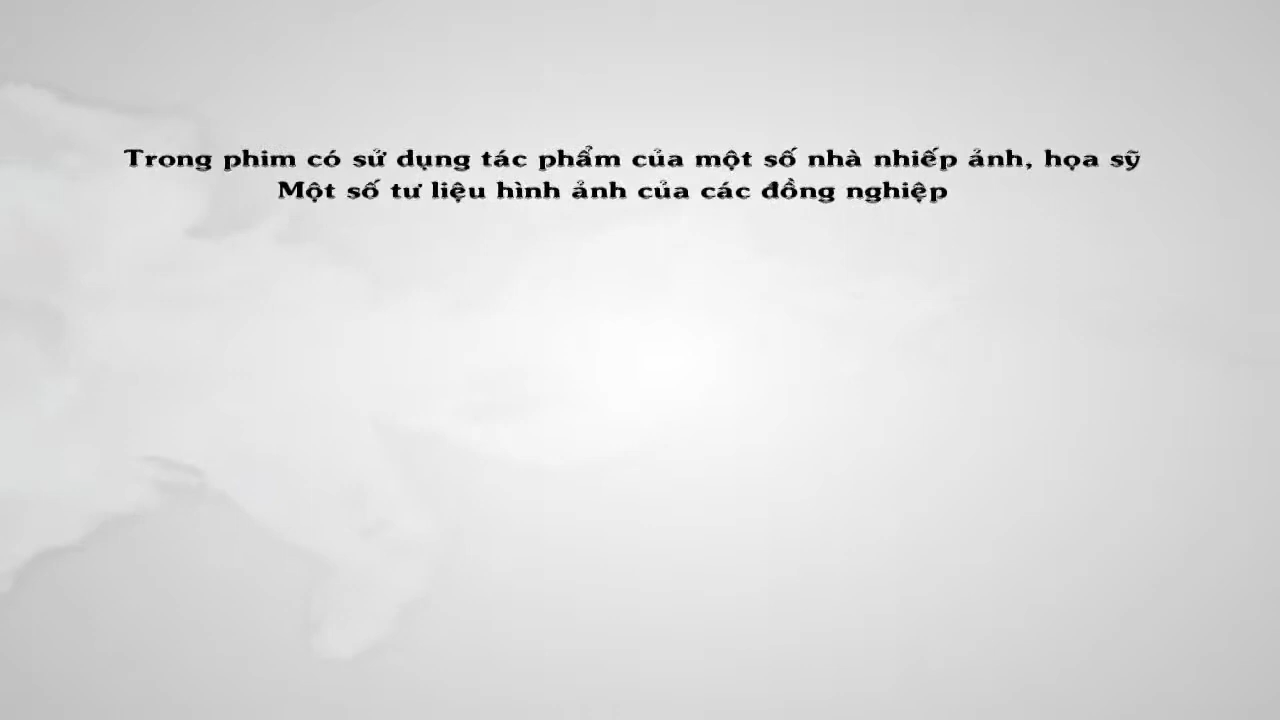 Trong phim có sử dụng tác phẩm của một số nhà nhiếp ảnh, họa sỹ
Một số tư liệu hình ảnh của các đồng nghiệp